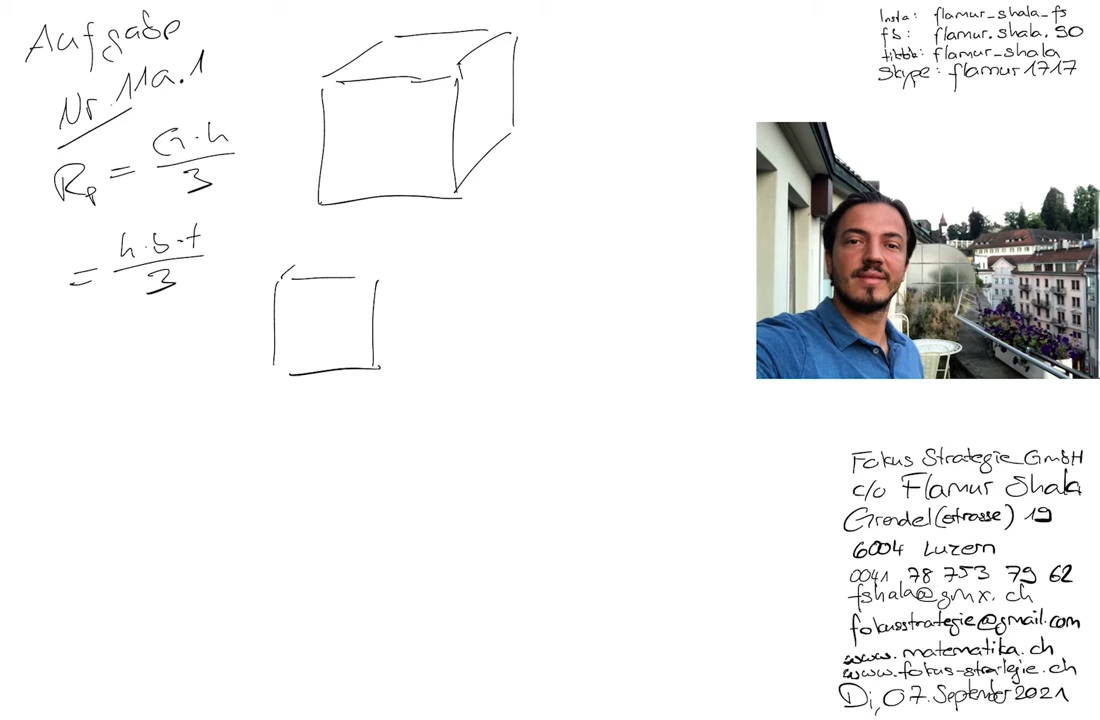 Aufgabe
Nr. 11a.1
Rp = G·h
3
= h·b·t
3
Insta: flamur_shala_fs
fb: flamur.shala.90
tiktok: flamur_shala
Skype: flamur1717
Fokus Strategie GmbH
c/o Flamur Shala
Grendel(strasse) 19
6004 Luzern
0041 78 753 79 62
fshala@gmx.ch
fokusstrategie@gmail.com
www.matematika.ch
www.fokus-strategie.ch
Di, 07. September 2021